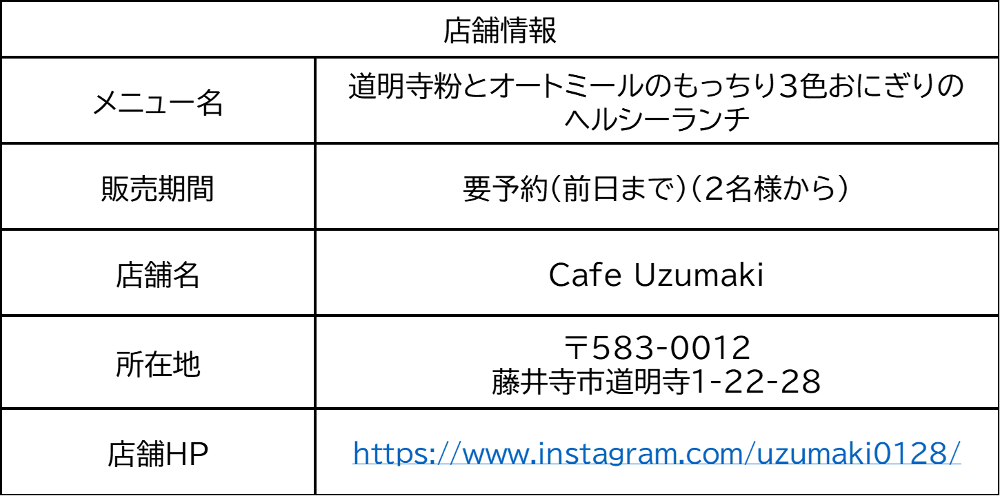 店舗情報
メニュー名
道明寺粉とオートミールのもっちり3色おにぎりの
ヘルシーランチ
販売期間
要予約(前日まで)(2名様から)
店舗名
Cafe Uzumaki
所在地
〒583-0012
藤井寺市道明寺1-22-28
店舗HP
https://www.instagram.com/uzumaki0128/